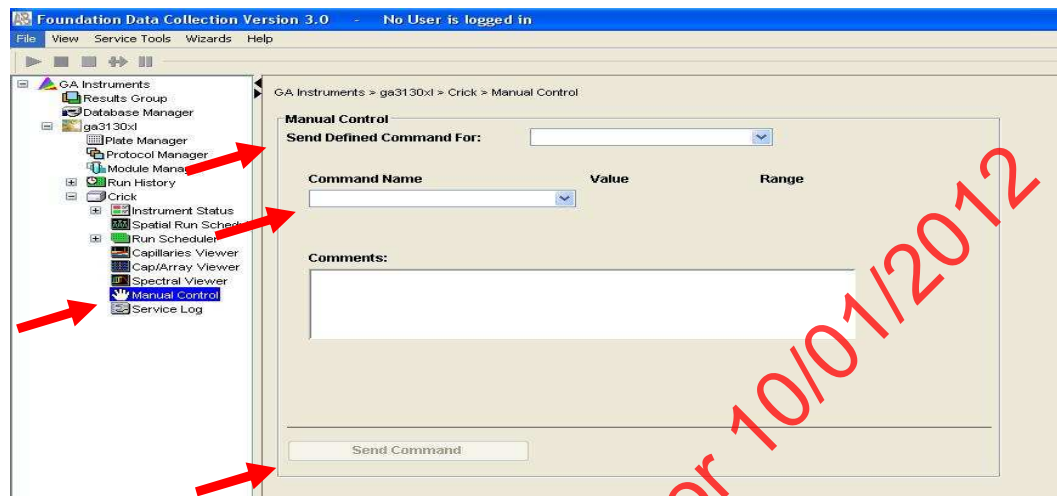 Foundation Data Collection Version 3.0 - No User is logged in
File View Service Tools Wizards Help
GA Instruments
Results Group
Database Manager
ga3130xl
Plate Manager
Protocol Manager
Module Mana
Run History
Crick
Instrument Status
Spatial Run Schedul
Run Scheduler
Capillaries Viewer
Cap/Array Viewer
Spectral Viewer
Manual Control
Service Log
GA Instruments > ga3130xl > Crick > Manual Control
Manual Control
Send Defined Command For:
Command Name Value Range
Comments:
Send Command
er 10/01/2012